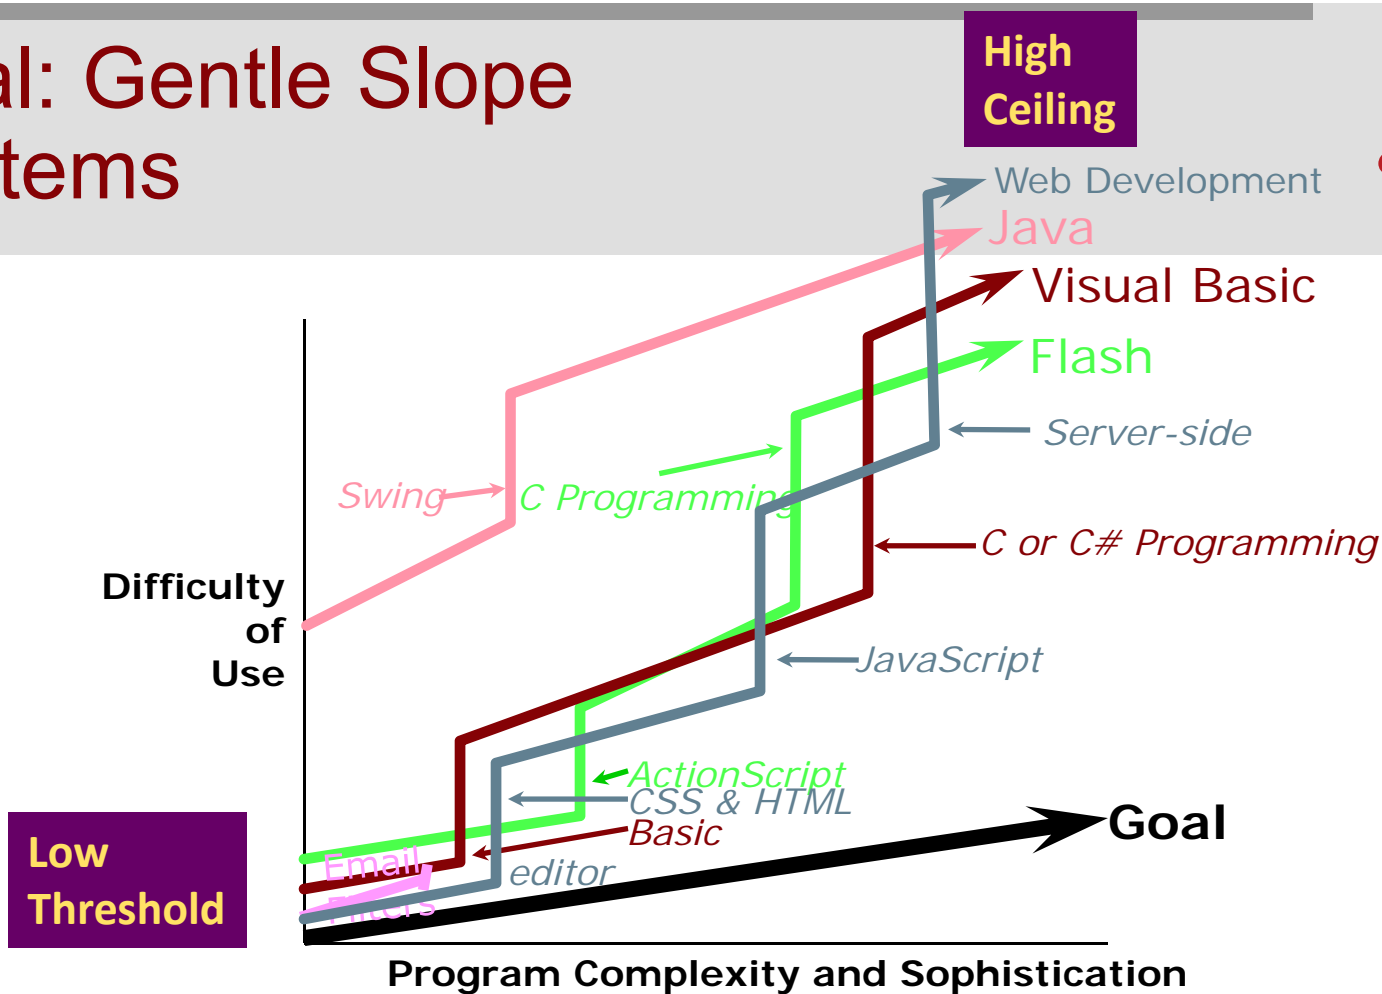 al: Gentle Slope
tems
High
Ceiling
Web Development
Java
Visual Basic
Flash
Server-side
Swing
C Programming
C or C# Programming
Difficulty
of
Use
JavaScript
ActionScript
CSS & HTML
Basic
Goal
Low
Threshold
Email
Filters
editor
Program Complexity and Sophistication